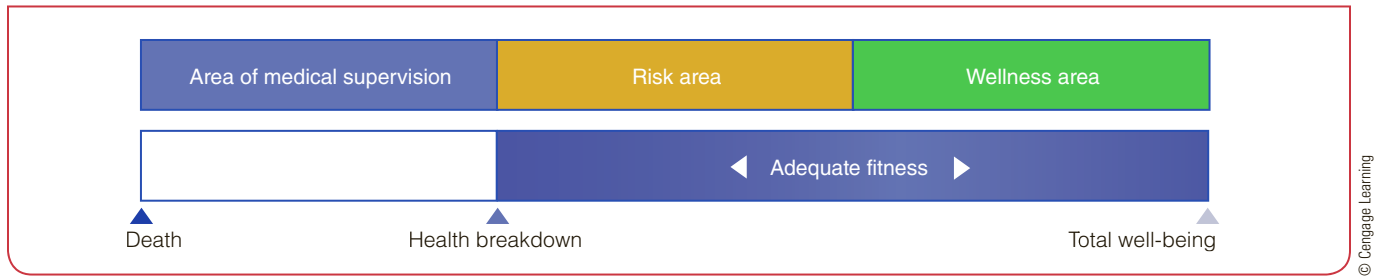 Area of medical supervision
Risk area
Wellness area
Adequate fitness
Death
Health breakdown
Total well-being
© Cengage Learning